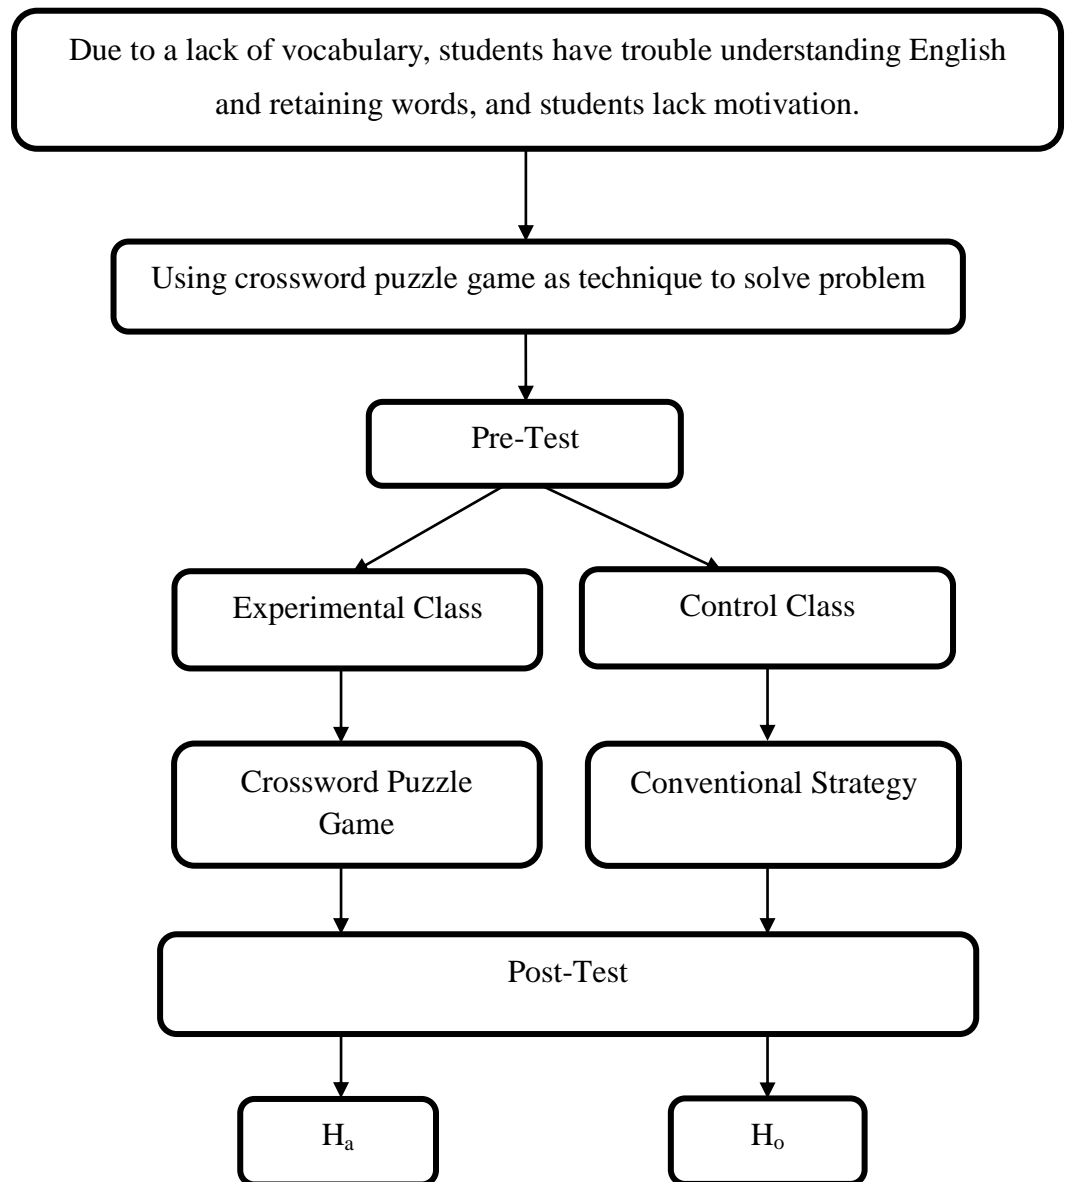 Due to a lack of vocabulary, students have trouble understanding English
and retaining words, and students lack motivation.
Using crossword puzzle game as technique to solve problem
Pre-Test
Experimental Class
Control Class
Crossword Puzzle
Game
Conventional Strategy
Post-Test
Hₐ
Hₒ